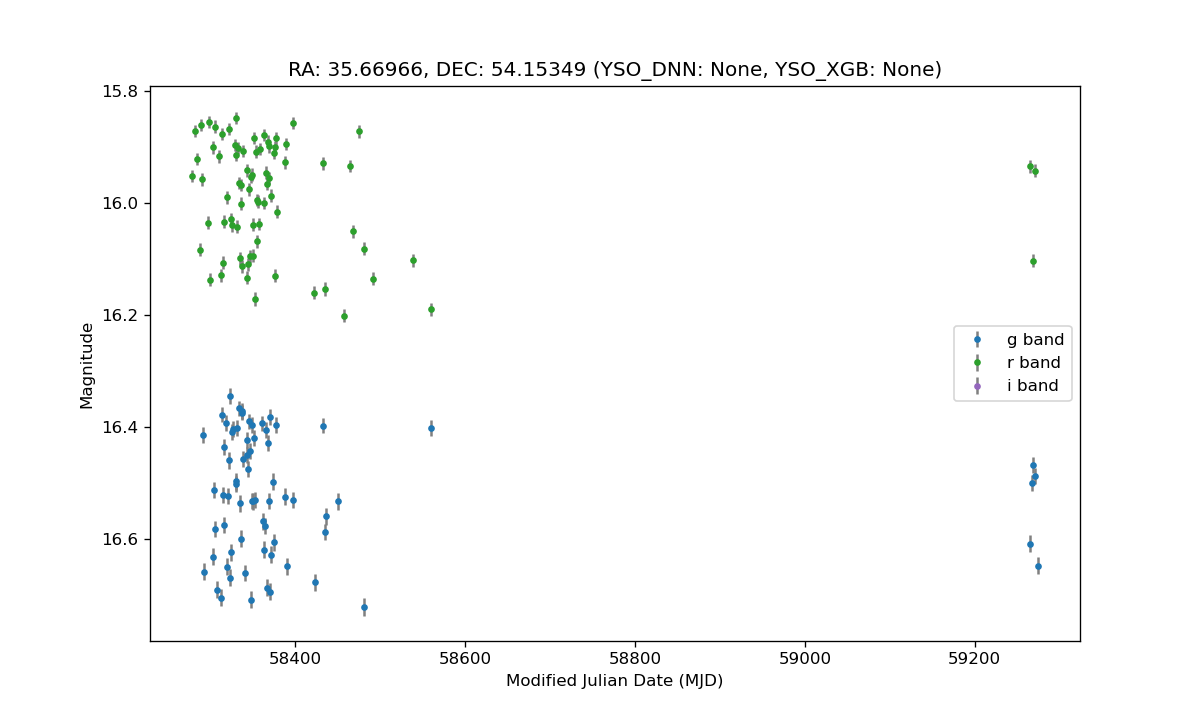 RA: 35.66966, DEC: 54.15349 (YSO_DNN: None, YSO_XGB: None)
15.8
16.0
16.2
16.4
16.6
Magnitude
g band
r band
i band
58400
58600
58800
59000
59200
Modified Julian Date (MJD)